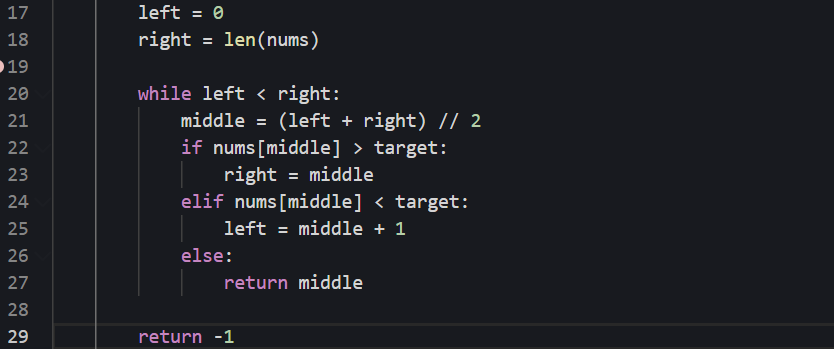 17 left = 0
18 right = len(nums)
19
20 while left < right:
21 middle = (left + right) // 2
22 if nums[middle] > target:
23 right = middle
24 elif nums[middle] < target:
25 left = middle + 1
26 else:
27 return middle
28
29 return -1